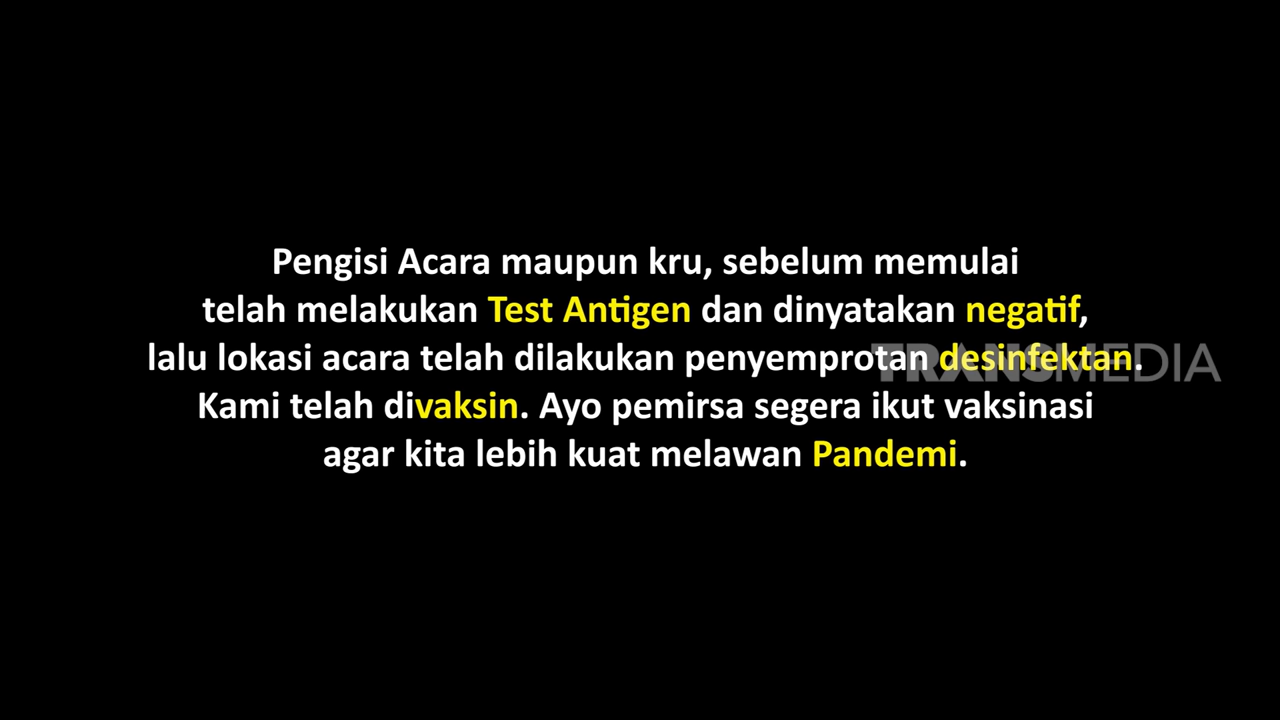 Pengisi Acara maupun kru, sebelum memulai
telah melakukan Test Antigen dan dinyatakan negatif,
lalu lokasi acara telah dilakukan penyemprotan desinfektan.
TRANSMEDIA
Kami telah divaksin. Ayo pemirsa segera ikut vaksinasi
agar kita lebih kuat melawan Pandemi.